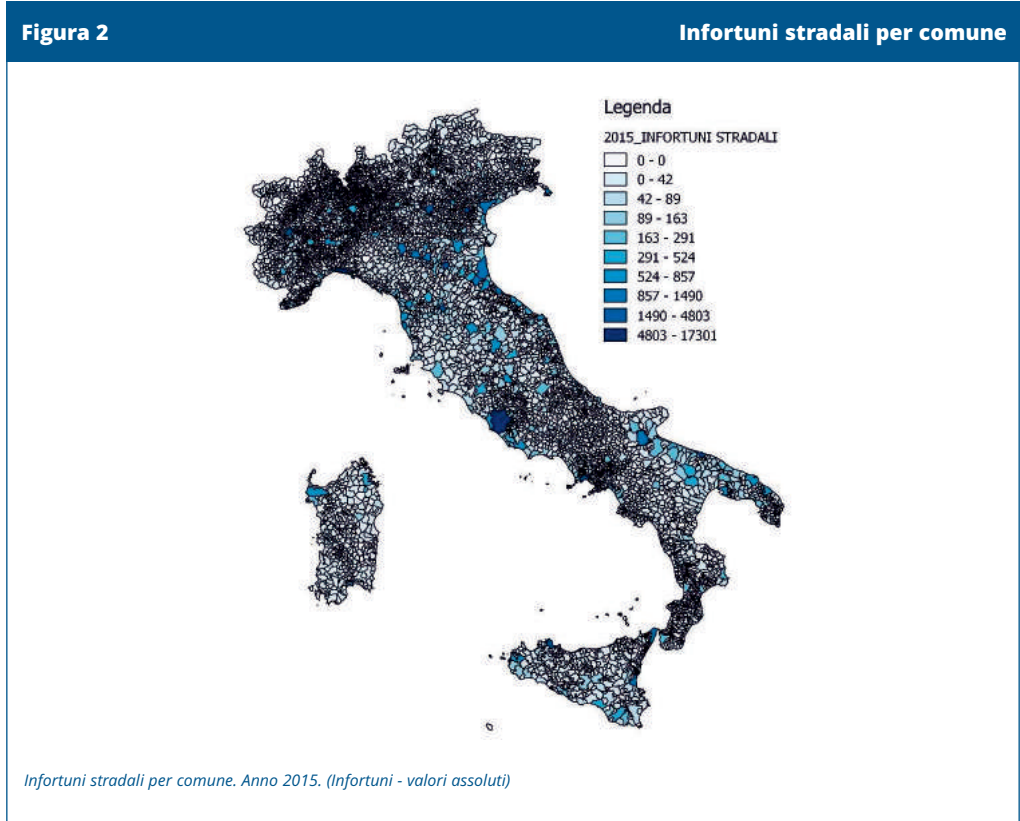 Figura 2
Infortuni stradali per comune
Legenda
2015_INFORTUNI STRADALI
0 - 0
0 - 42
42 - 89
89 - 163
163 - 291
291 - 524
524 - 857
857 - 1490
1490 - 4803
4803 - 17301
Infortuni stradali per comune. Anno 2015. (Infortuni - valori assoluti)